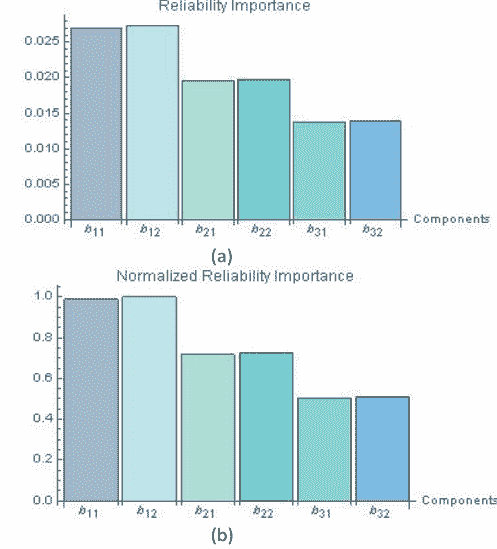 Reliability Importance
0.025
0.020
0.015
0.010
0.005
0.000
b11 b12 b21 b22 b31 b32 Components
(a)
Normalized Reliability Importance
1.0
0.8
0.6
0.4
0.2
0.0
b11 b12 b21 b22 b31 b32 Components
(b)